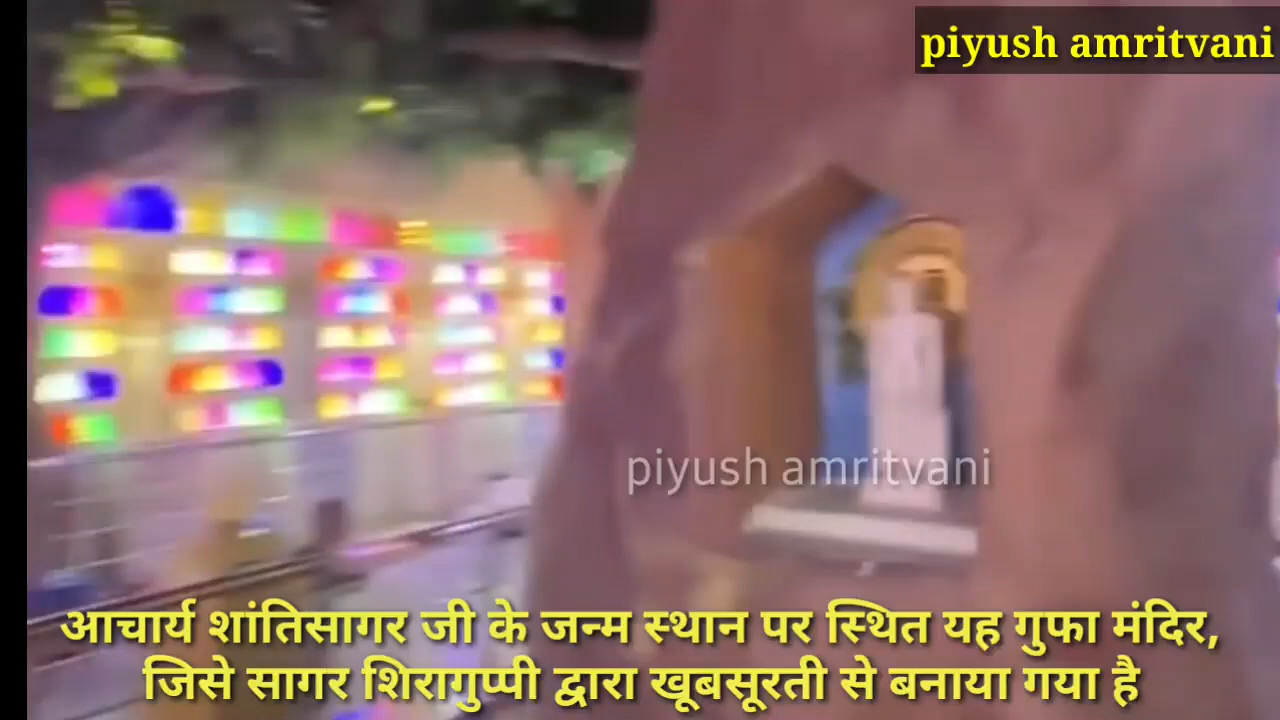 piyush amritvani
piyush amritvani
आचार्य शांतिसागर जी के जन्म स्थान पर स्थित यह गुफा मंदिर,
जिसे सागर शिरागुप्पी द्वारा खूबसूरती से बनाया गया है